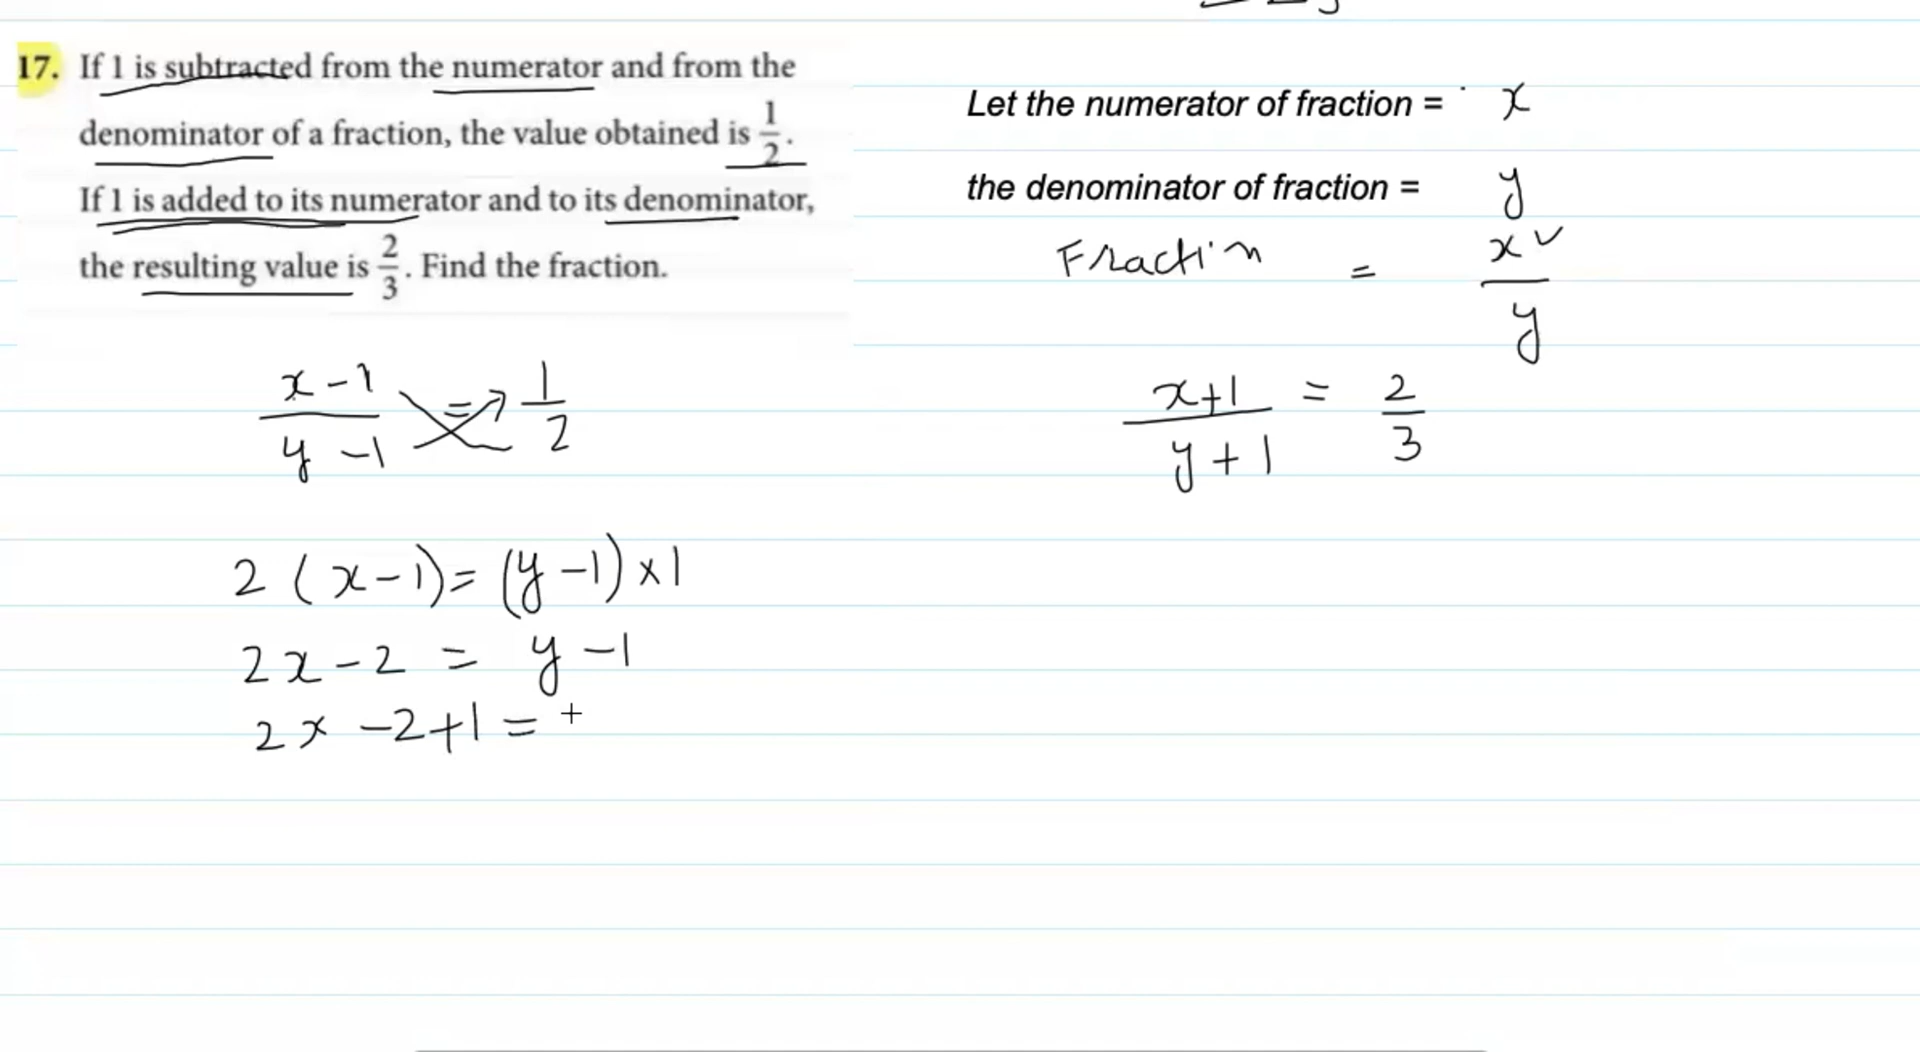 17. If 1 is subtracted from the numerator and from the
denominator of a fraction, the value obtained is 1/2.
If 1 is added to its numerator and to its denominator,
the resulting value is 2/3. Find the fraction.
Let the numerator of fraction = x
the denominator of fraction = y
Fraction = x/y
x-1/y-1 = 1/2
x+1/y+1 = 2/3
2(x-1)=(y-1)×1
2x-2 = y-1
2x-2+1=